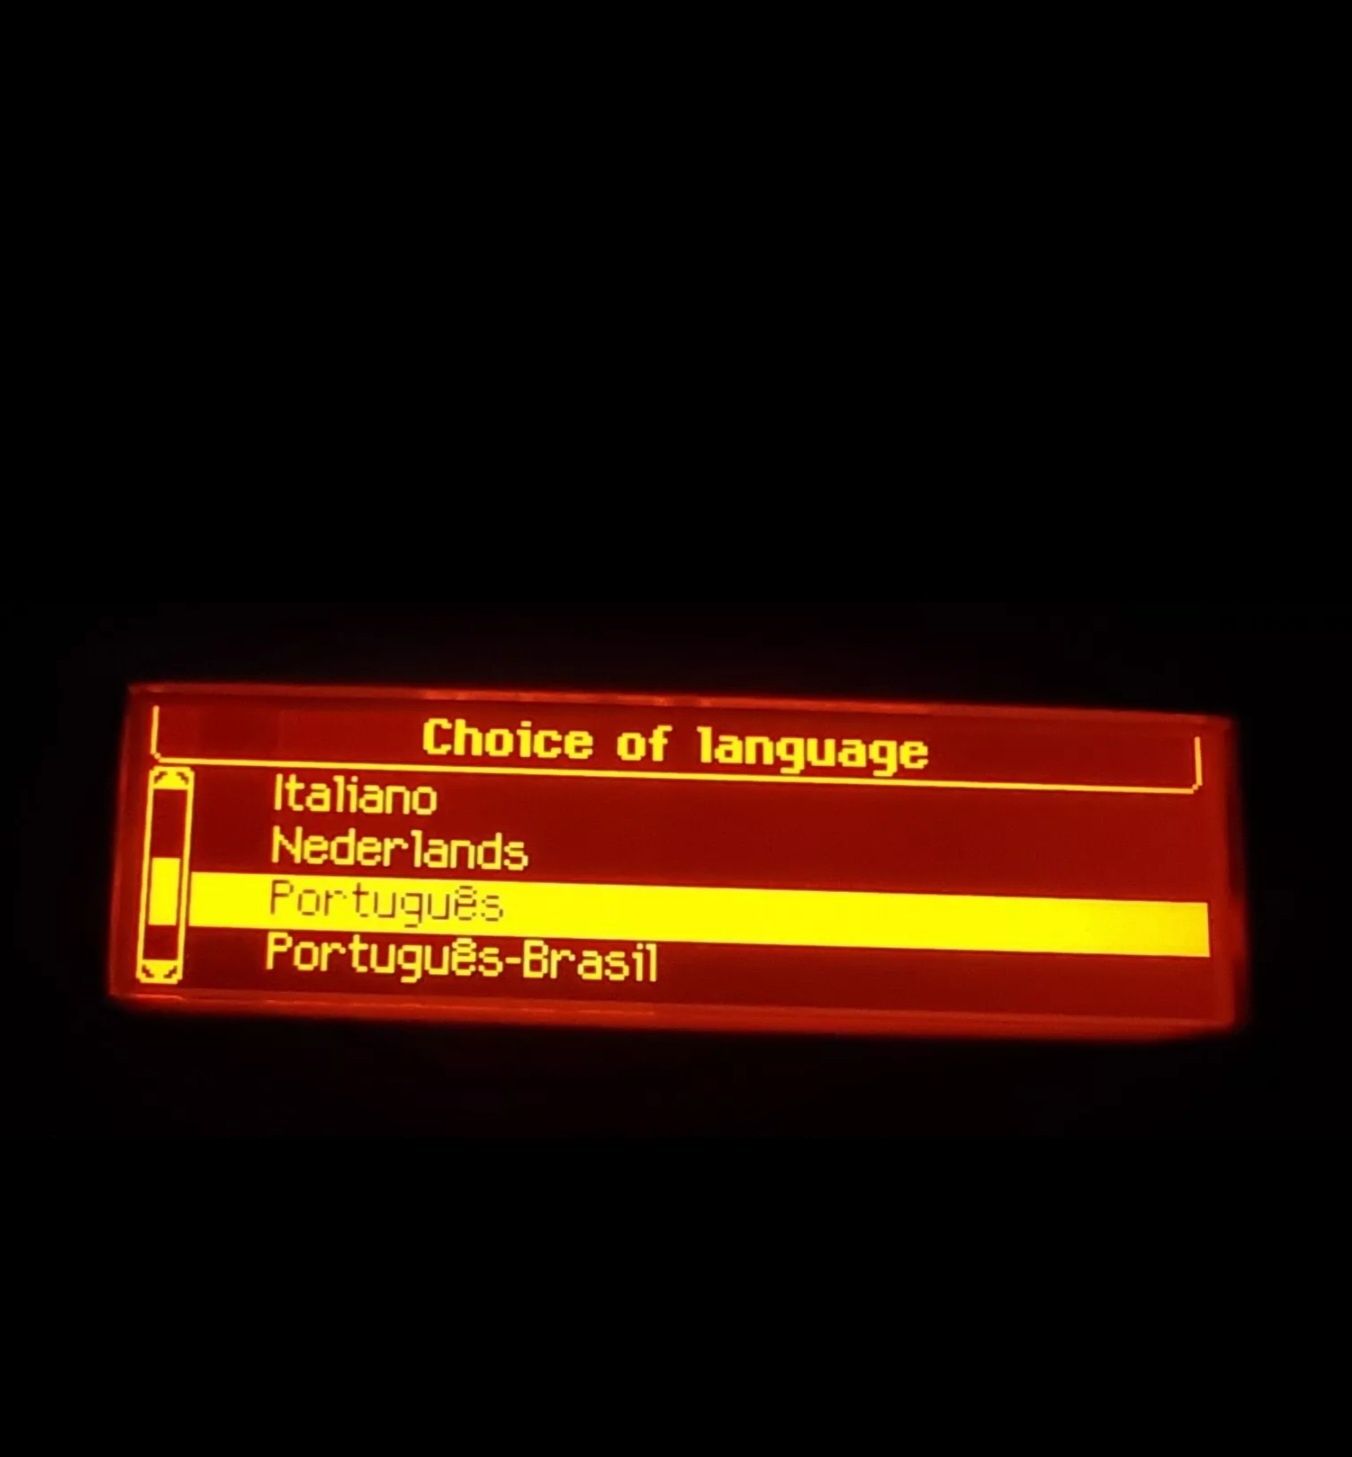 Choice of language
Italiano
Nederlands
Português
Português-Brasil